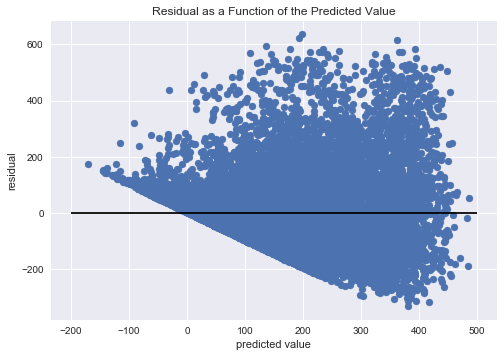 Residual as a Function of the Predicted Value
600
400
200
0
−200
residual
−200 −100 0 100 200 300 400 500
predicted value